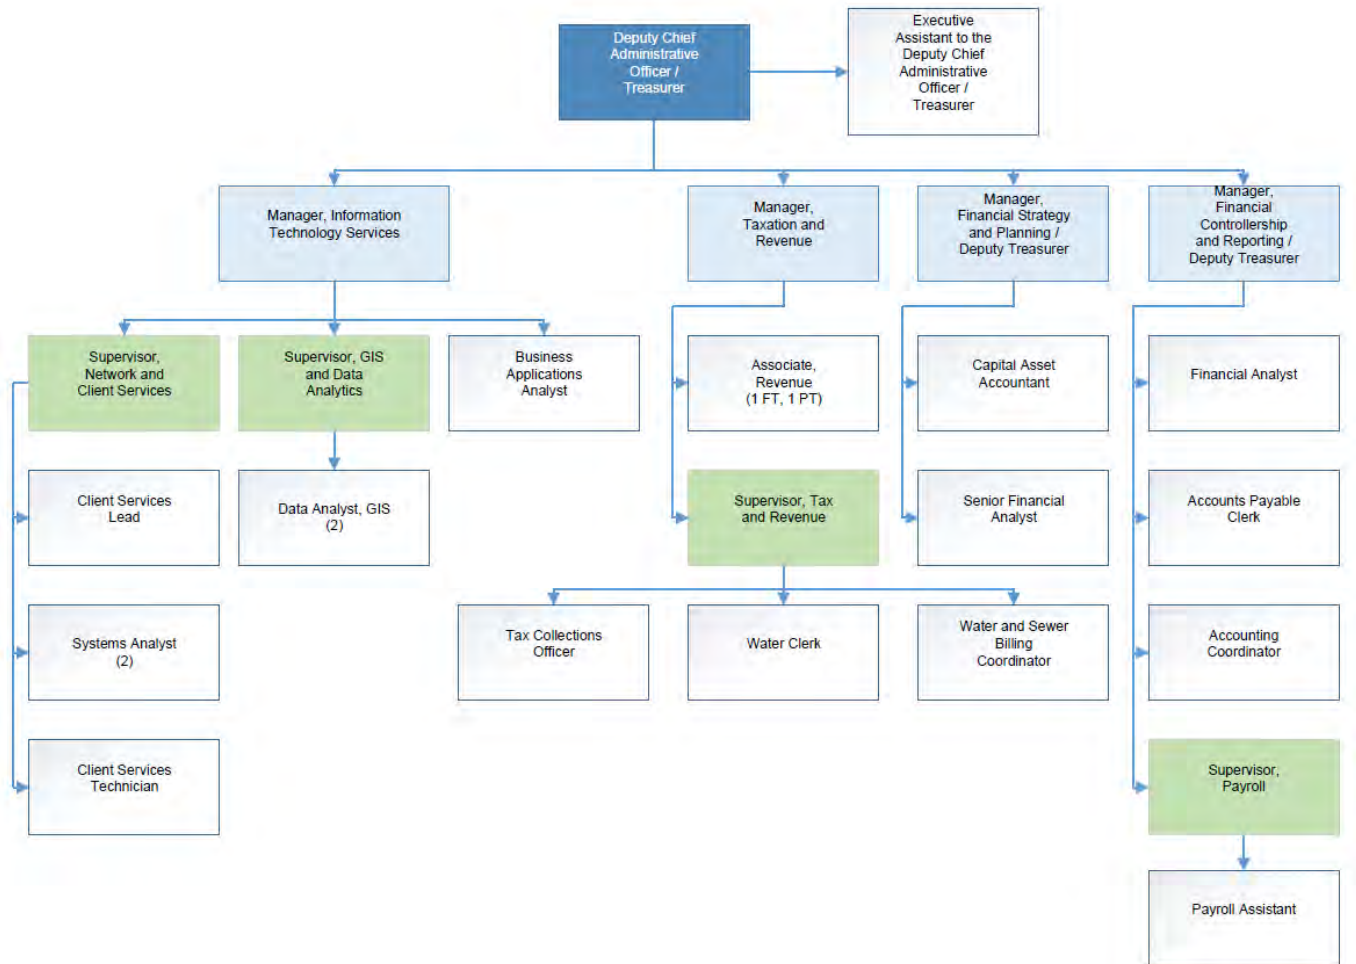 Deputy Chief
Administrative
Officer /
Treasurer
Executive
Assistant to the
Deputy Chief
Administrative
Officer /
Treasurer
Manager, Information
Technology Services
Manager,
Taxation and
Revenue
Manager,
Financial Strategy
and Planning /
Deputy Treasurer
Manager,
Financial
Controllership
and Reporting /
Deputy Treasurer
Supervisor,
Network and
Client Services
Supervisor, GIS
and Data
Analytics
Business
Applications
Analyst
Associate,
Revenue
(1 FT, 1 PT)
Capital Asset
Accountant
Financial Analyst
Client Services
Lead
Data Analyst, GIS
(2)
Supervisor, Tax
and Revenue
Senior Financial
Analyst
Accounts Payable
Clerk
Systems Analyst
(2)
Tax Collections
Officer
Water Clerk
Water and Sewer
Billing
Coordinator
Accounting
Coordinator
Client Services
Technician
Supervisor,
Payroll
Payroll Assistant